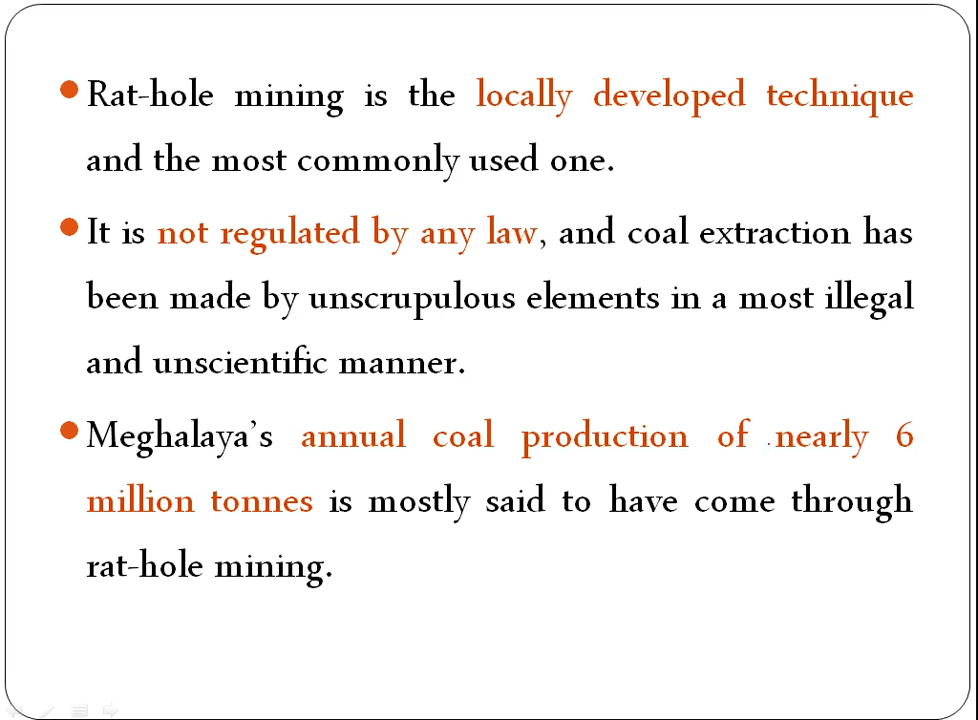 Rat-hole mining is the locally developed technique
and the most commonly used one.
It is not regulated by any law, and coal extraction has
been made by unscrupulous elements in a most illegal
and unscientific manner.
Meghalaya's annual coal production of nearly 6
million tonnes is mostly said to have come through
rat-hole mining.